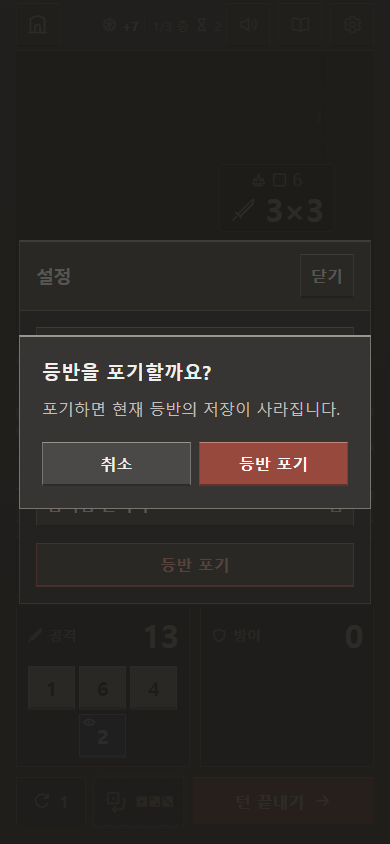 +7 1/3 2
6
3×3
설정 닫기
등반을 포기할까요?
포기하면 현재 등반의 저장이 사라집니다.
취소 등반 포기
등반 포기
공격 13 방어 0
1 6 4
2
1 턴 끝내기 →